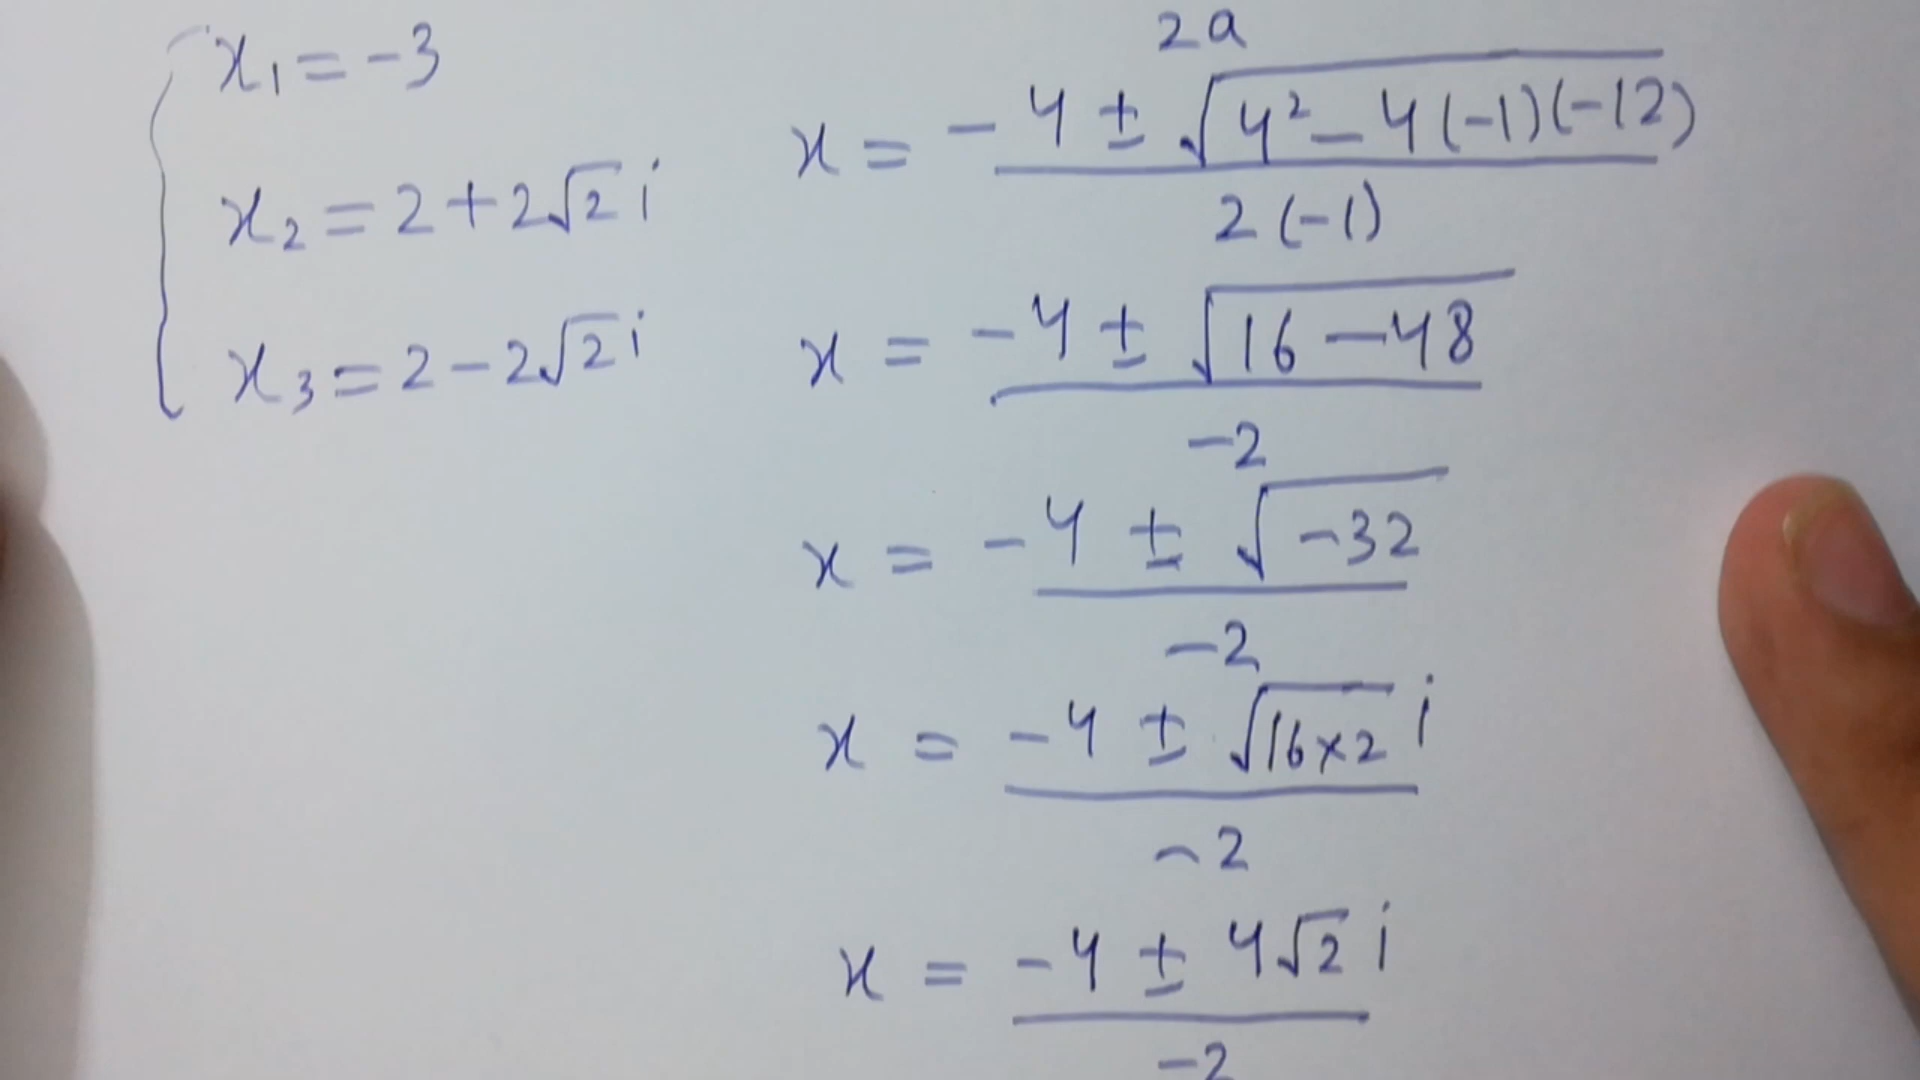 x₁ = -3
x₂ = 2 + 2√2 i
x₃ = 2 - 2√2 i
2a
x = -4 ± √4² - 4(-1)(-12)
2(-1)
x = -4 ± √16 - 48
-2
x = -4 ± √-32
-2
x = -4 ± √16×2 i
-2
x = -4 ± 4√2 i
-2